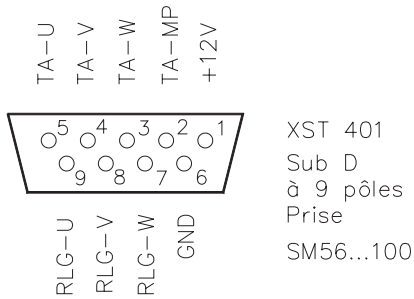 TA-U TA-V TA-W TA-MP +12V
5 4 3 2 1
9 8 7 6
RLG-U RLG-V RLG-W GND
XST 401
Sub D
à 9 pôles
Prise
SM56...100